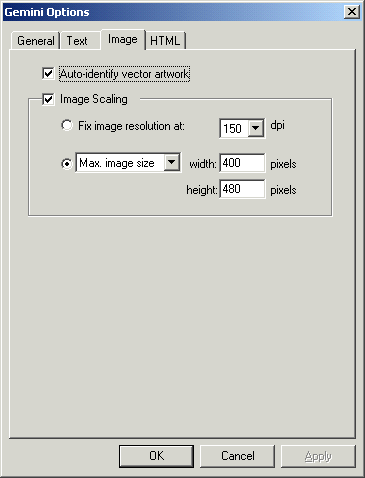 Gemini Options
General Text Image HTML
Auto-identify vector artwork
Image Scaling
Fix image resolution at: 150 dpi
Max. image size width: 400 pixels
height: 480 pixels
OK Cancel Apply